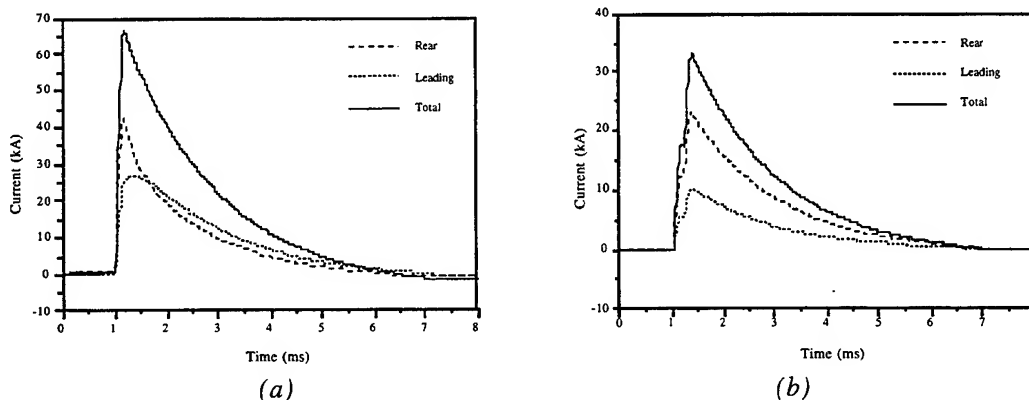 Current (kA)
70
60
50
40
30
20
10
0
-10
0 1 2 3 4 5 6 7 8
Time (ms)
Rear
Leading
Total
(a)
Current (kA)
40
30
20
10
0
-10
0 1 2 3 4 5 6 7
Time (ms)
Rear
Leading
Total
(b)